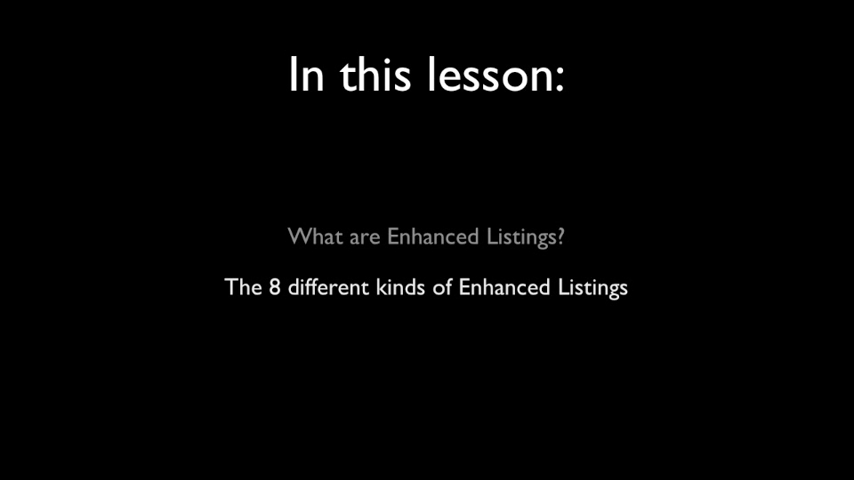 In this lesson:
What are Enhanced Listings?
The 8 different kinds of Enhanced Listings